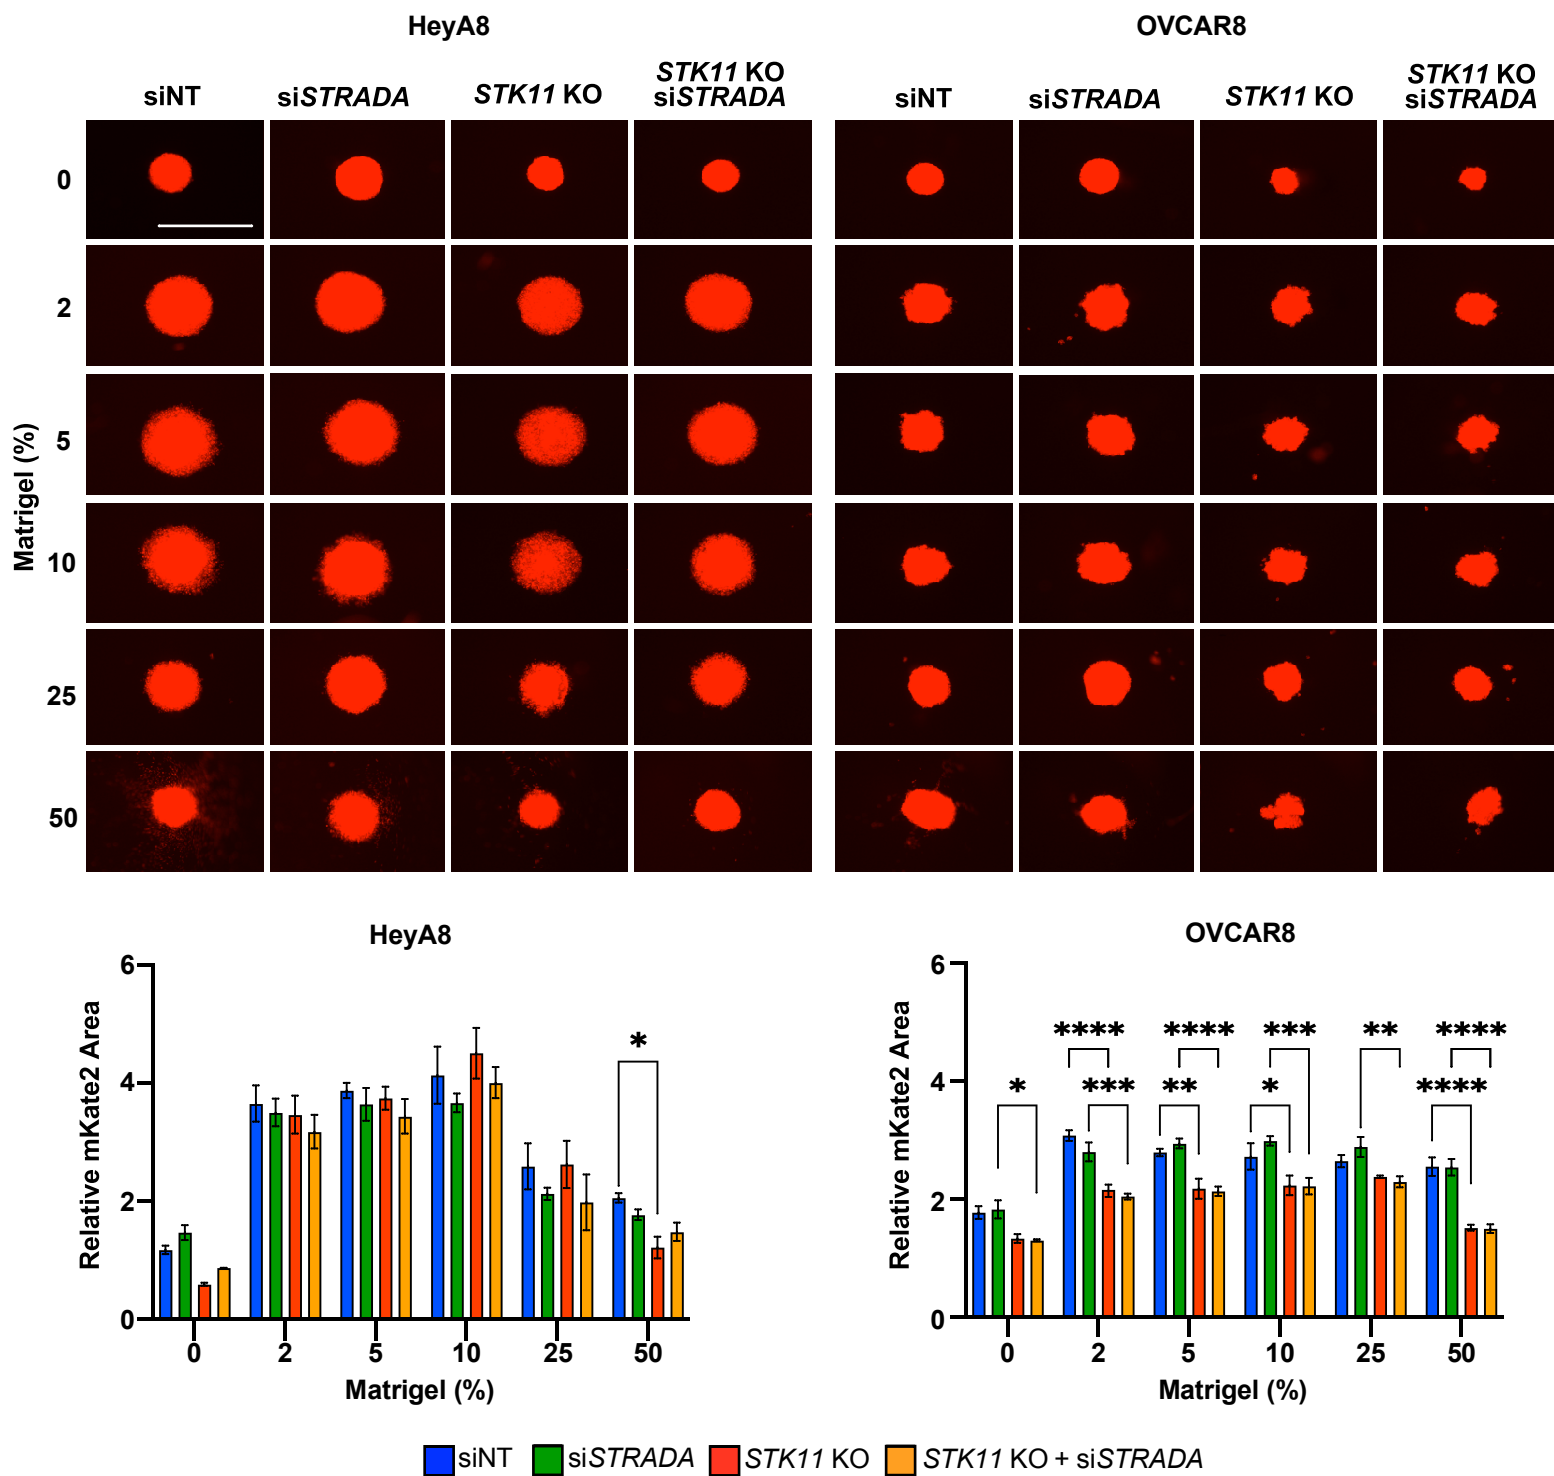 HeyA8
OVCAR8
siNT
siSTRADA
STK11 KO
STK11 KO
siSTRADA
siNT
siSTRADA
STK11 KO
STK11 KO
siSTRADA
Matrigel (%)
0
2
5
10
25
50
HeyA8
Relative mKate2 Area
6
4
2
0
*
0 2 5 10 25 50
Matrigel (%)
OVCAR8
Relative mKate2 Area
6
4
2
0
**** **** *** ** ****
* *** ** * ****
0 2 5 10 25 50
Matrigel (%)
siNT siSTRADA STK11 KO STK11 KO + siSTRADA